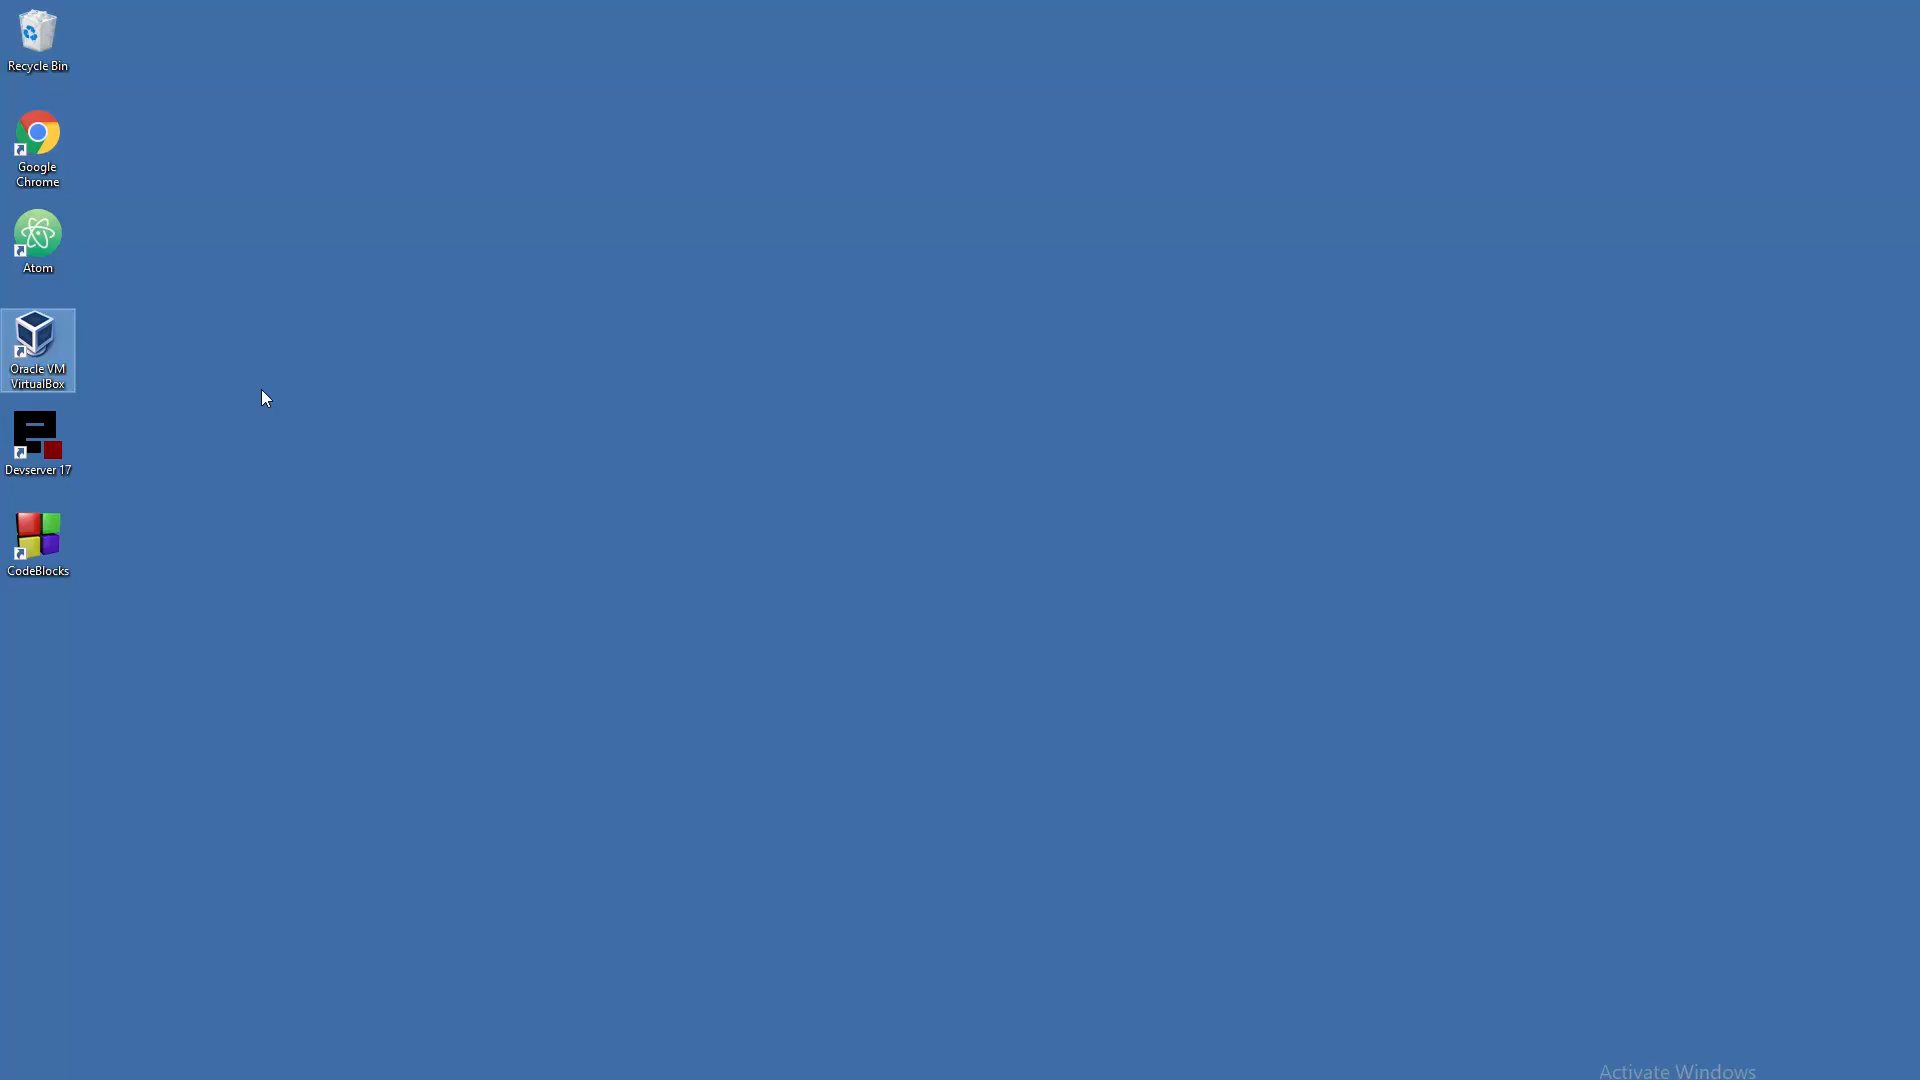 Recycle Bin
Google
Chrome
Atom
Oracle VM
VirtualBox
Devserver 17
CodeBlocks
Activate Windows